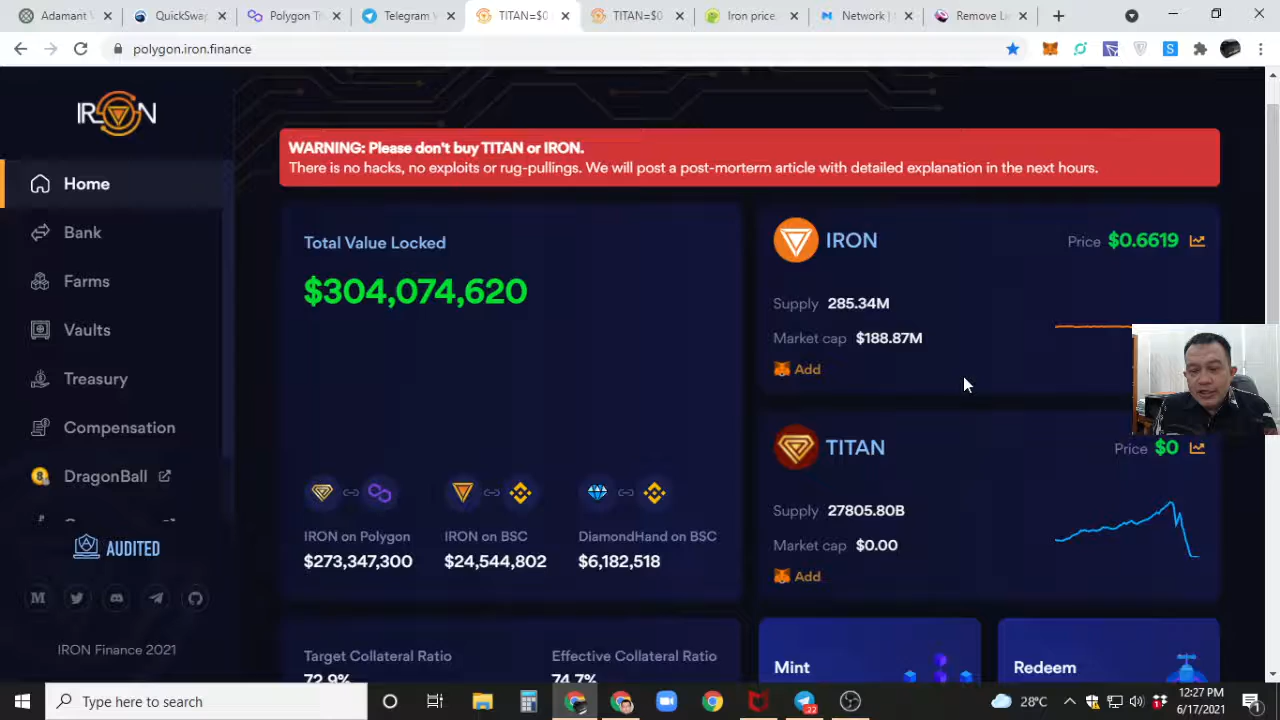 Adamant
QuickSwap
Polygon T
Telegram
TITAN=$0
TITAN=$0
Iron price
Network |
Remove Li
polygon.iron.finance
IRON
WARNING: Please don't buy TITAN or IRON.
There is no hacks, no exploits or rug-pullings. We will post a post-morterm article with detailed explanation in the next hours.
Home
Bank
Farms
Vaults
Treasury
Compensation
DragonBall
AUDITED
IRON Finance 2021
Total Value Locked
$304,074,620
IRON on Polygon
$273,347,300
IRON on BSC
$24,544,802
DiamondHand on BSC
$6,182,518
IRON
Price $0.6619
Supply 285.34M
Market cap $188.87M
Add
TITAN
Price $0
Supply 27805.80B
Market cap $0.00
Add
Target Collateral Ratio
72.9%
Effective Collateral Ratio
74.7%
Mint
Redeem
Type here to search
28°C
12:27 PM
6/17/2021